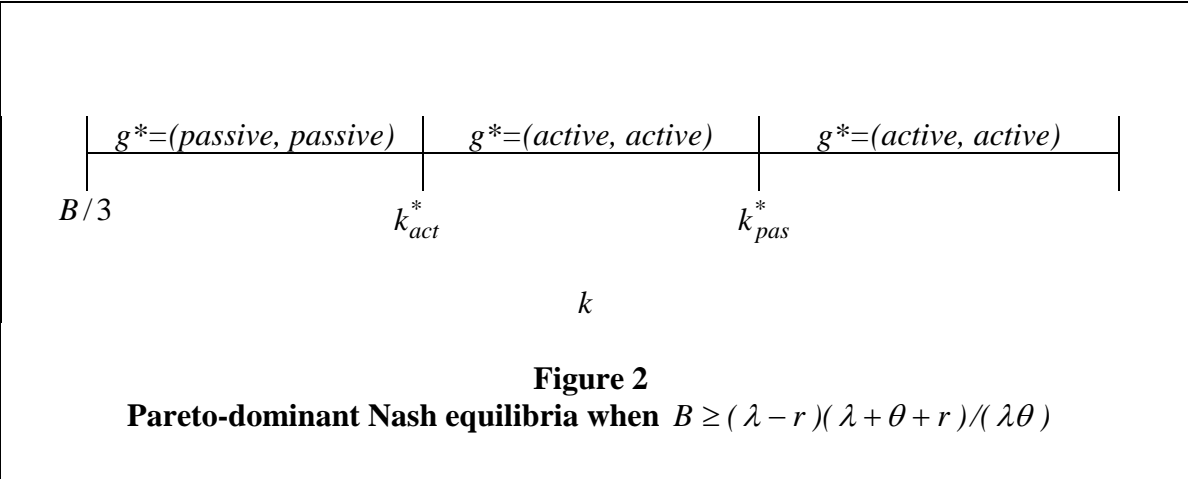 g*=(passive, passive) g*=(active, active) g*=(active, active)
B/3 k*act k*pas
k
Figure 2
Pareto-dominant Nash equilibria when B ≥ ( λ − r )( λ + θ + r )/( λθ )